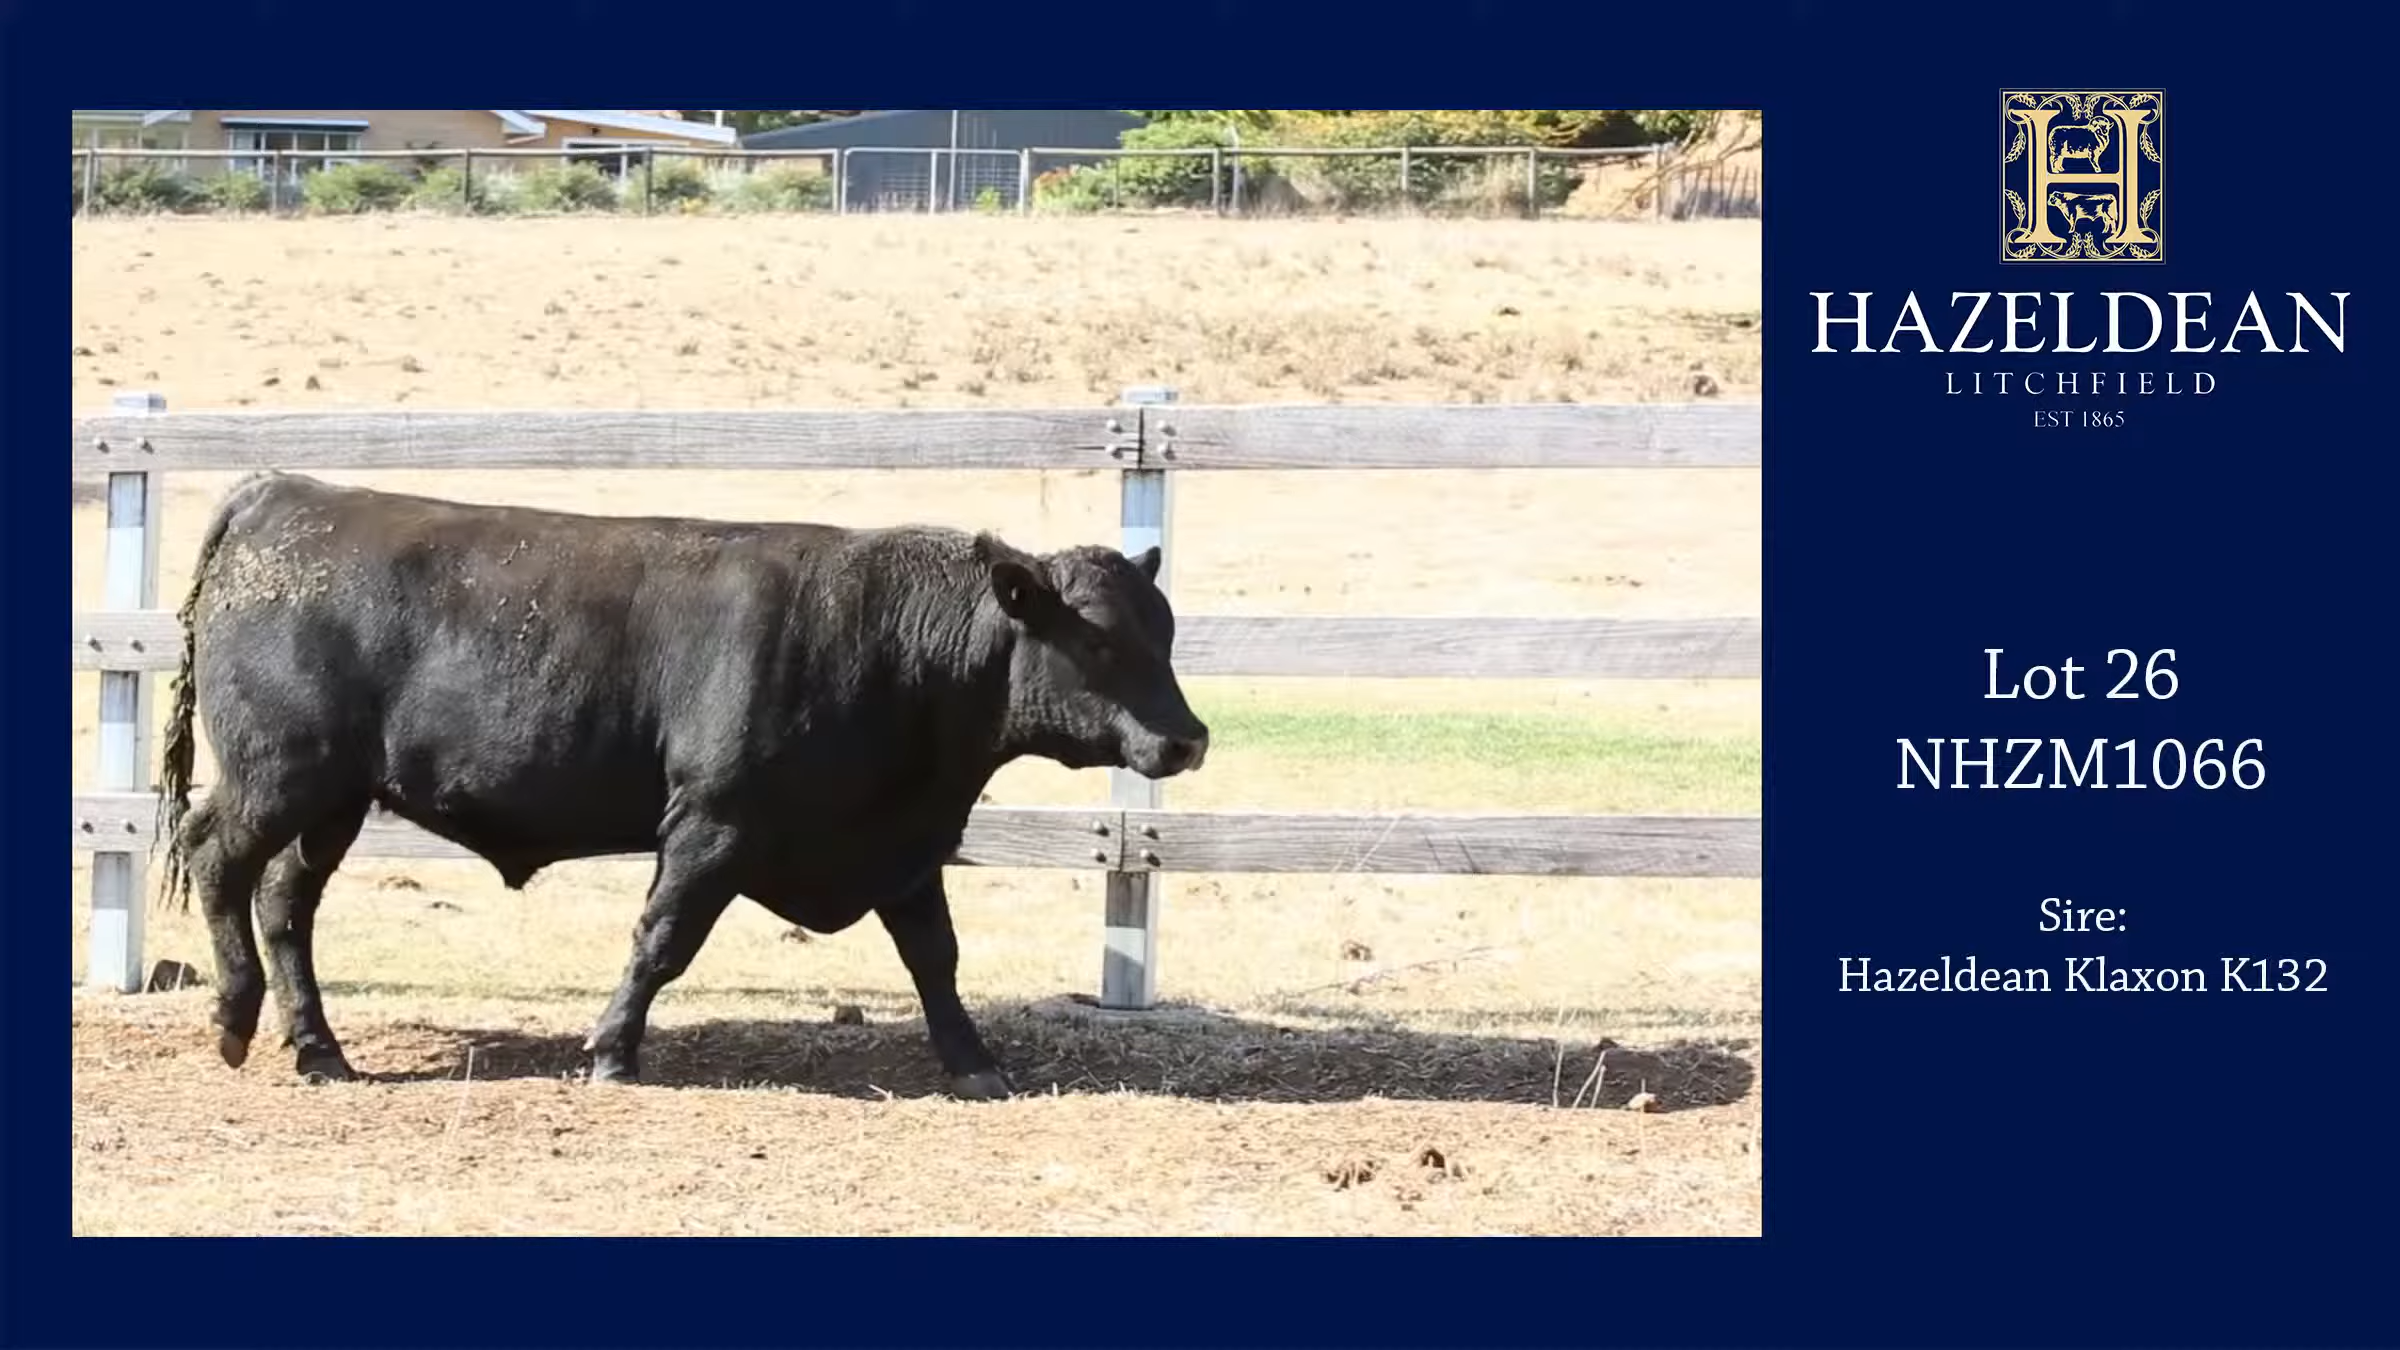 H
HAZELDEAN
LITCHFIELD
EST 1865
Lot 26
NHZM1066
Sire:
Hazeldean Klaxon K132